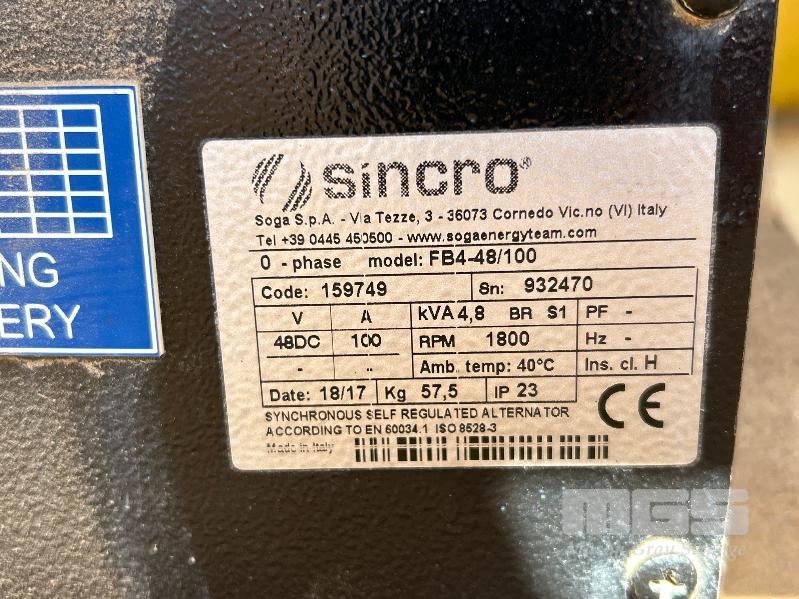 NG
ERY
sincro®
Soga S.p.A. - Via Tezze, 3 - 36073 Cornedo Vic.no (VI) Italy
Tel +39 0445 450500 - www.sogaenergyteam.com
0 - phase model: FB4-48/100
Code: 159749 Sn: 932470
V A kVA 4,8 BR S1 PF -
48DC 100 RPM 1800 Hz -
- .. Amb. temp: 40°C Ins. cl. H
Date: 18/17 Kg 57,5 IP 23 CE
SYNCHRONOUS SELF REGULATED ALTERNATOR
ACCORDING TO EN 60034.1 ISO 8528-3
Made in Italy
MGS